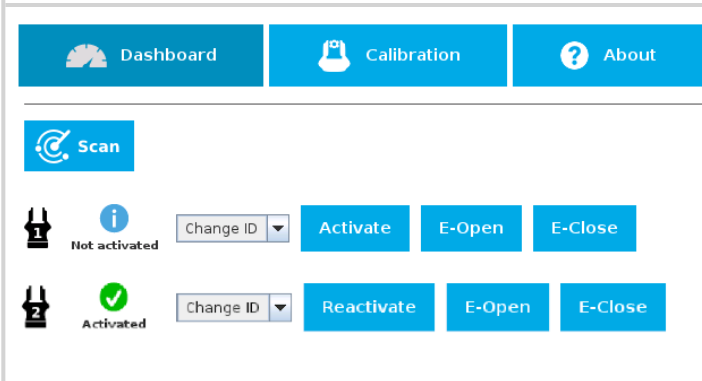 Dashboard Calibration ? About
Scan
1 i Change ID Activate E-Open E-Close
Not activated
2 Change ID Reactivate E-Open E-Close
Activated